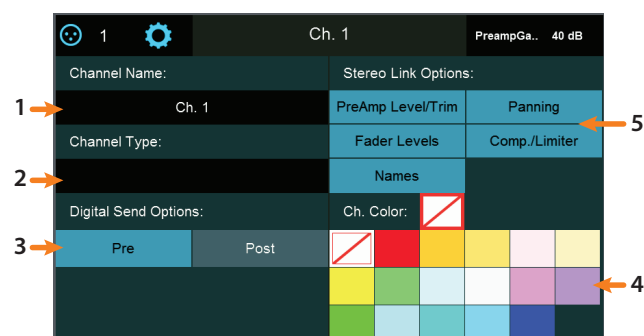 1 Ch. 1 PreampGa.. 40 dB
Channel Name: Stereo Link Options:
1 Ch. 1 PreAmp Level/Trim Panning 5
Channel Type: Fader Levels Comp./Limiter
2 Names
Digital Send Options: Ch. Color:
3 Pre Post
4